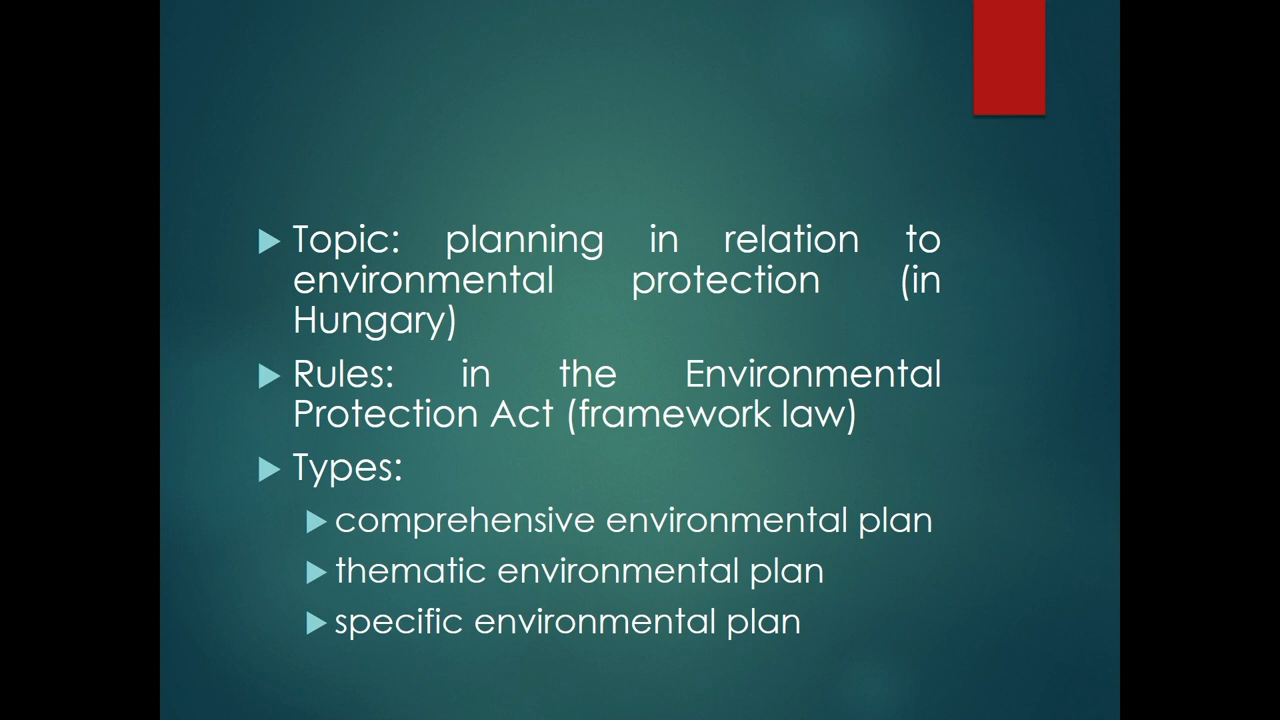 Topic: planning in relation to
environmental protection (in
Hungary)
Rules: in the Environmental
Protection Act (framework law)
Types:
comprehensive environmental plan
thematic environmental plan
specific environmental plan